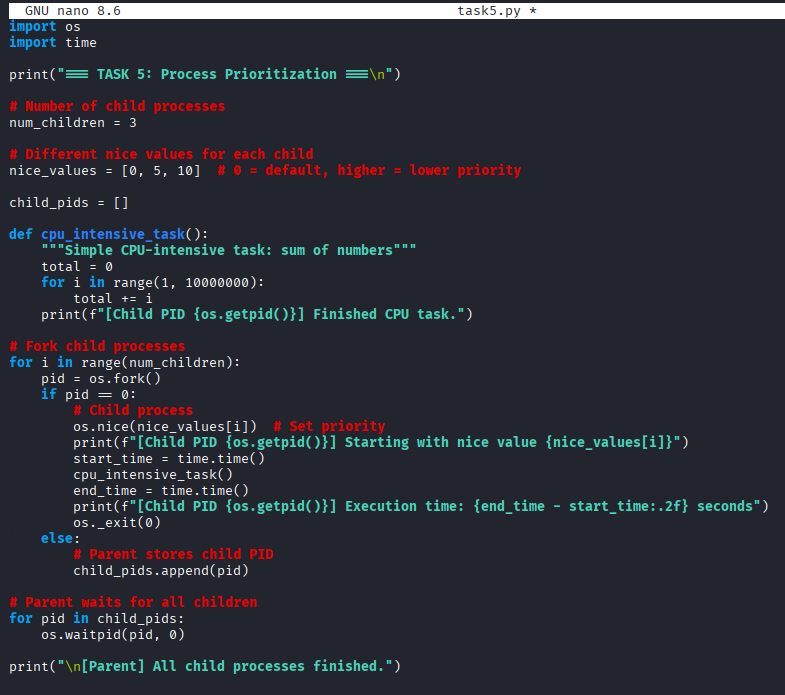 GNU nano 8.6 task5.py *
import os
import time
print("=== TASK 5: Process Prioritization ===\n")
# Number of child processes
num_children = 3
# Different nice values for each child
nice_values = [0, 5, 10]  # 0 = default, higher = lower priority
child_pids = []
def cpu_intensive_task():
    """Simple CPU-intensive task: sum of numbers"""
    total = 0
    for i in range(1, 10000000):
        total += i
    print(f"[Child PID {os.getpid()}] Finished CPU task.")
# Fork child processes
for i in range(num_children):
    pid = os.fork()
    if pid == 0:
        # Child process
        os.nice(nice_values[i])  # Set priority
        print(f"[Child PID {os.getpid()}] Starting with nice value {nice_values[i]}")
        start_time = time.time()
        cpu_intensive_task()
        end_time = time.time()
        print(f"[Child PID {os.getpid()}] Execution time: {end_time - start_time:.2f} seconds")
        os._exit(0)
    else:
        # Parent stores child PID
        child_pids.append(pid)
# Parent waits for all children
for pid in child_pids:
    os.waitpid(pid, 0)
print("\n[Parent] All child processes finished.")